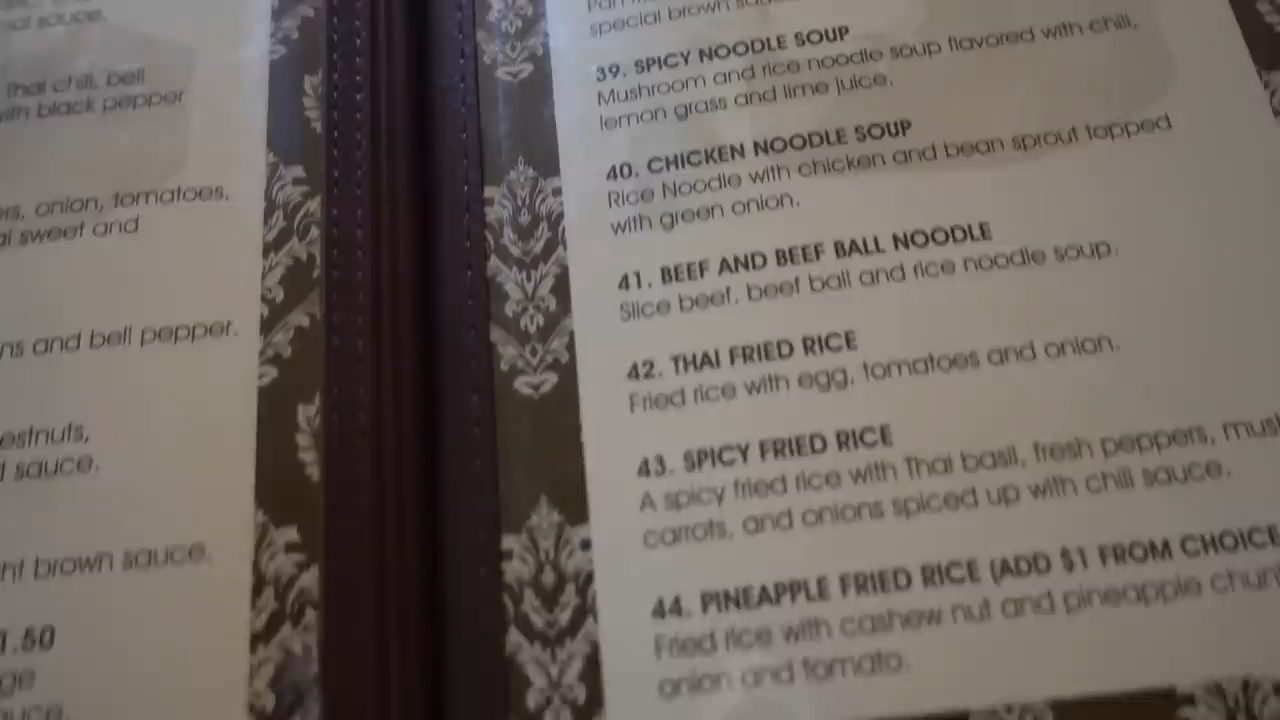 Thai chili, bell
with black pepper
onion, tomatoes,
sweet and
and bell pepper.
sauce.
brown sauce.
1.50
special brown
39. SPICY NOODLE SOUP
Mushroom and rice noodle soup flavored with chili,
lemon grass and lime juice.
40. CHICKEN NOODLE SOUP
Rice Noodle with chicken and bean sprout topped
with green onion.
41. BEEF AND BEEF BALL NOODLE
Slice beef, beef ball and rice noodle soup.
42. THAI FRIED RICE
Fried rice with egg, tomatoes and onion.
43. SPICY FRIED RICE
A spicy fried rice with Thai basil, fresh peppers,
carrots, and onions spiced up with chili sauce.
44. PINEAPPLE FRIED RICE (ADD $1 FROM CHOICE
Fried rice with cashew nut and pineapple
onion and tomato.